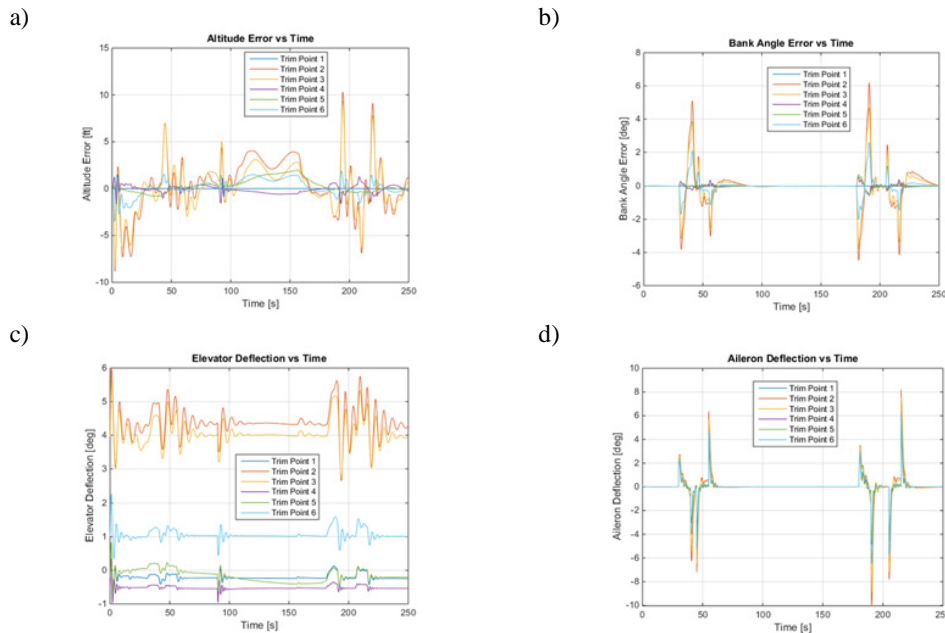 a)
Altitude Error vs Time
15
10
5
0
-5
-10
0 50 100 150 200 250
Altitude Error [ft]
Time [s]
Trim Point 1
Trim Point 2
Trim Point 3
Trim Point 4
Trim Point 5
Trim Point 6
b)
Bank Angle Error vs Time
8
6
4
2
0
-2
-4
-6
0 50 100 150 200 250
Bank Angle Error [deg]
Time [s]
Trim Point 1
Trim Point 2
Trim Point 3
Trim Point 4
Trim Point 5
Trim Point 6
c)
Elevator Deflection vs Time
6
5
4
3
2
1
0
-1
0 50 100 150 200 250
Elevator Deflection [deg]
Time [s]
Trim Point 1
Trim Point 2
Trim Point 3
Trim Point 4
Trim Point 5
Trim Point 6
d)
Aileron Deflection vs Time
10
8
6
4
2
0
-2
-4
-6
-8
-10
0 50 100 150 200 250
Aileron Deflection [deg]
Time [s]
Trim Point 1
Trim Point 2
Trim Point 3
Trim Point 4
Trim Point 5
Trim Point 6